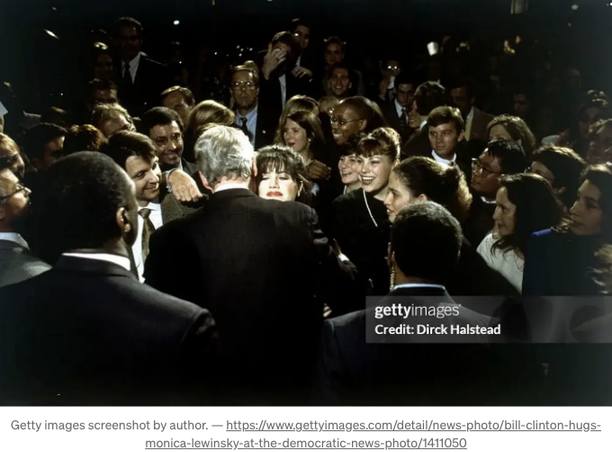 gettyimages
credit: Dirck Halstead
Getty images screenshot by author. — https://www.gettyimages.com/detail/news-photo/bill-clinton-hugs-
monica-lewinsky-at-the-democratic-news-photo/1411050